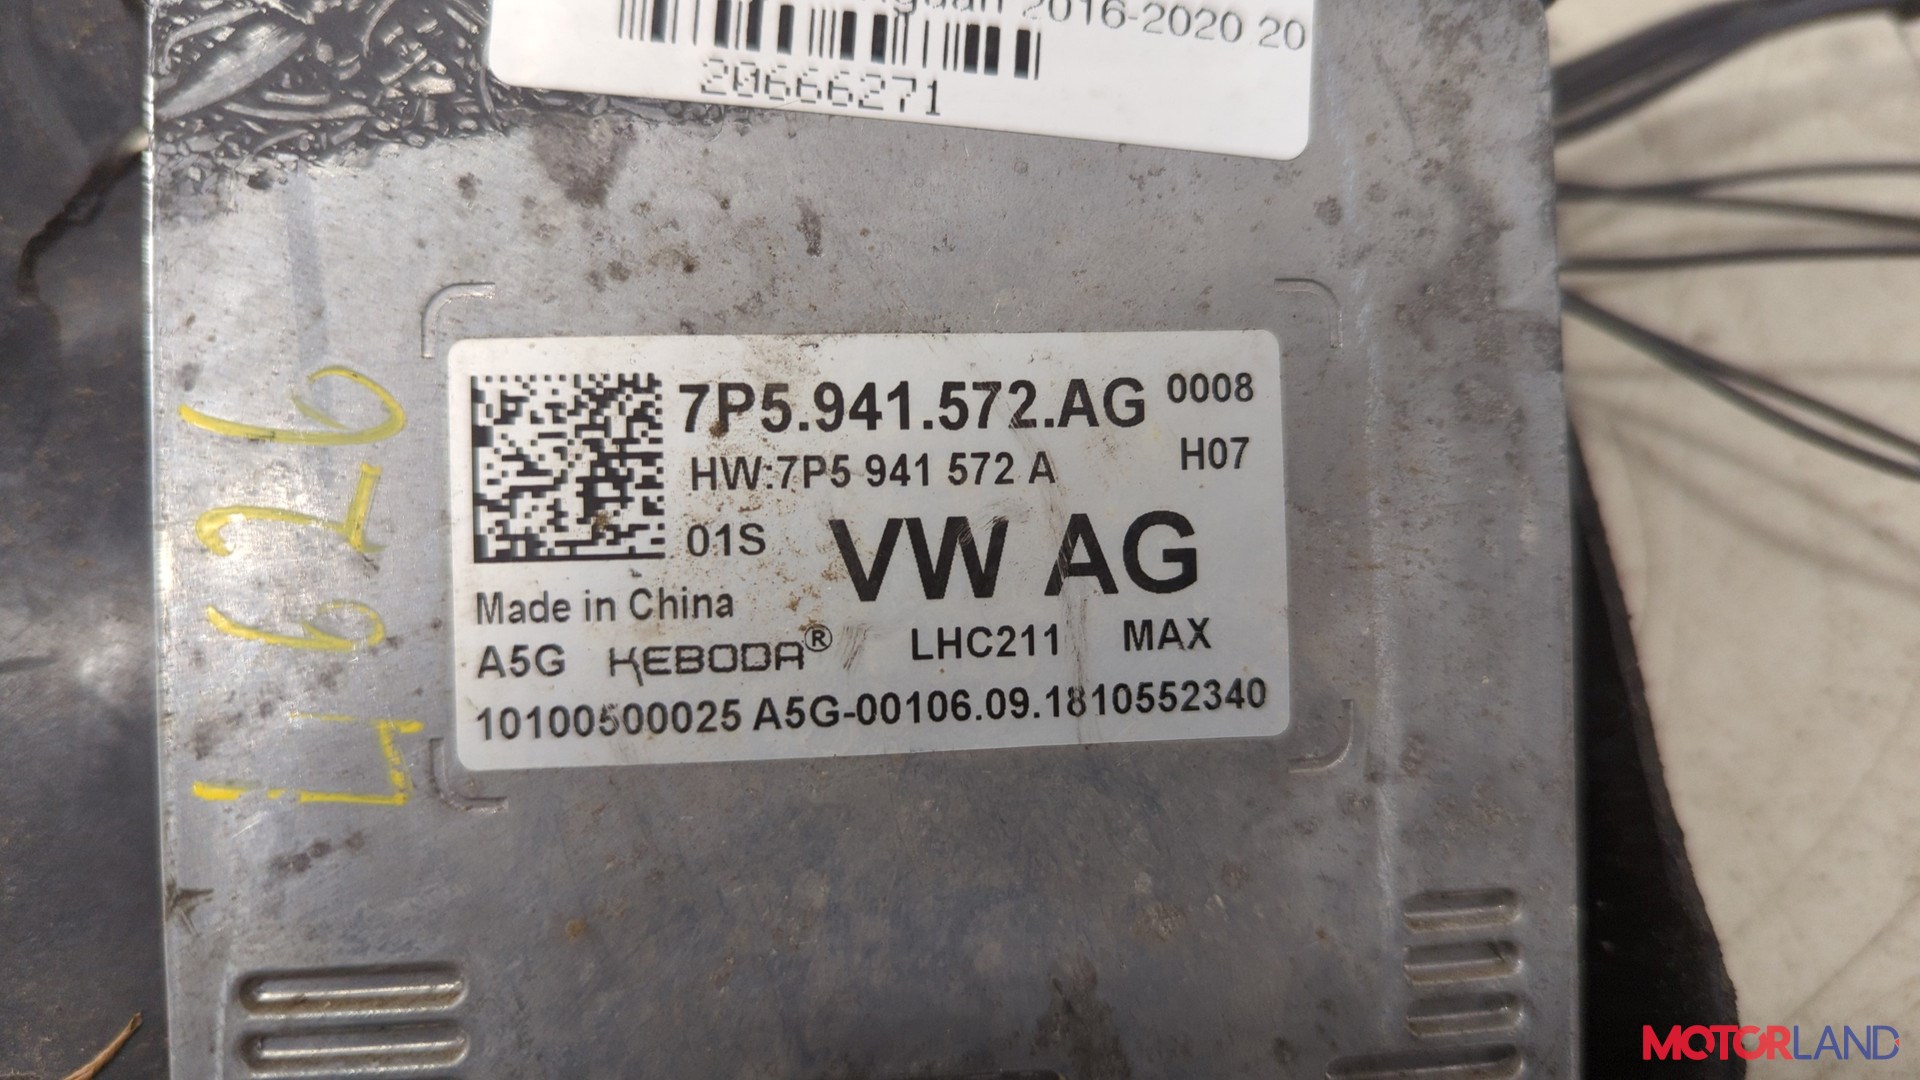 2016-2020 20
20666271
7P5.941.572.AG 0008
HW:7P5 941 572 A H07
01S VW AG
Made in China
A5G KEBODA® LHC211 MAX
10100500025 A5G-00106.09.1810552340
4626
MOTORLAND